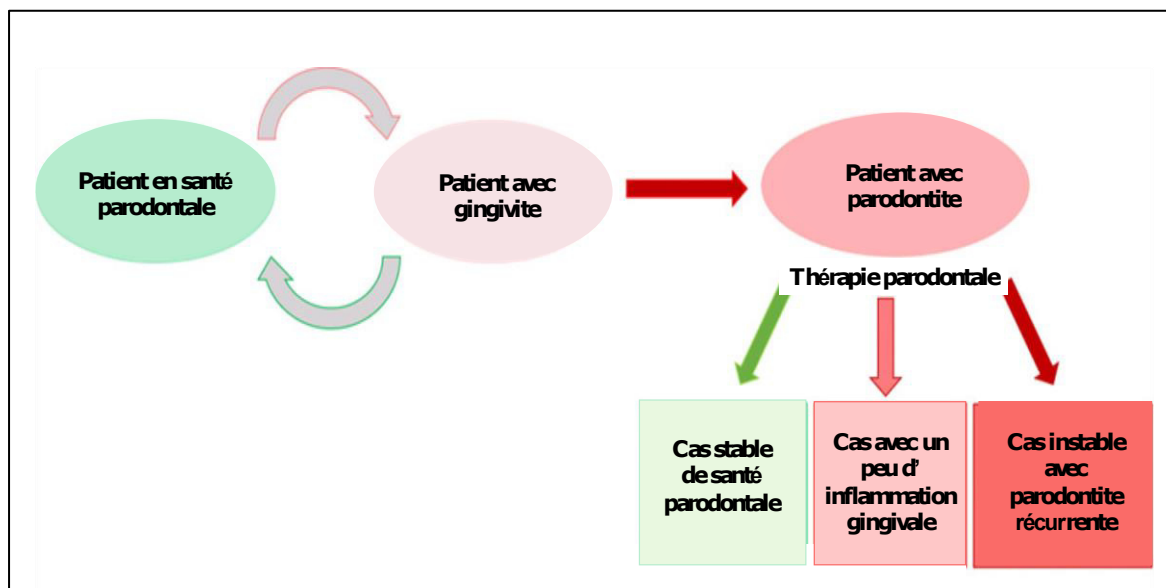 Patient en santé
parodontale
Patient avec
gingivite
Patient avec
parodontite
Thérapie parodontale
Cas stable
de santé
parodontale
Cas avec un
peu d'
inflammation
gingivale
Cas instable
avec
parodontite
récurrente